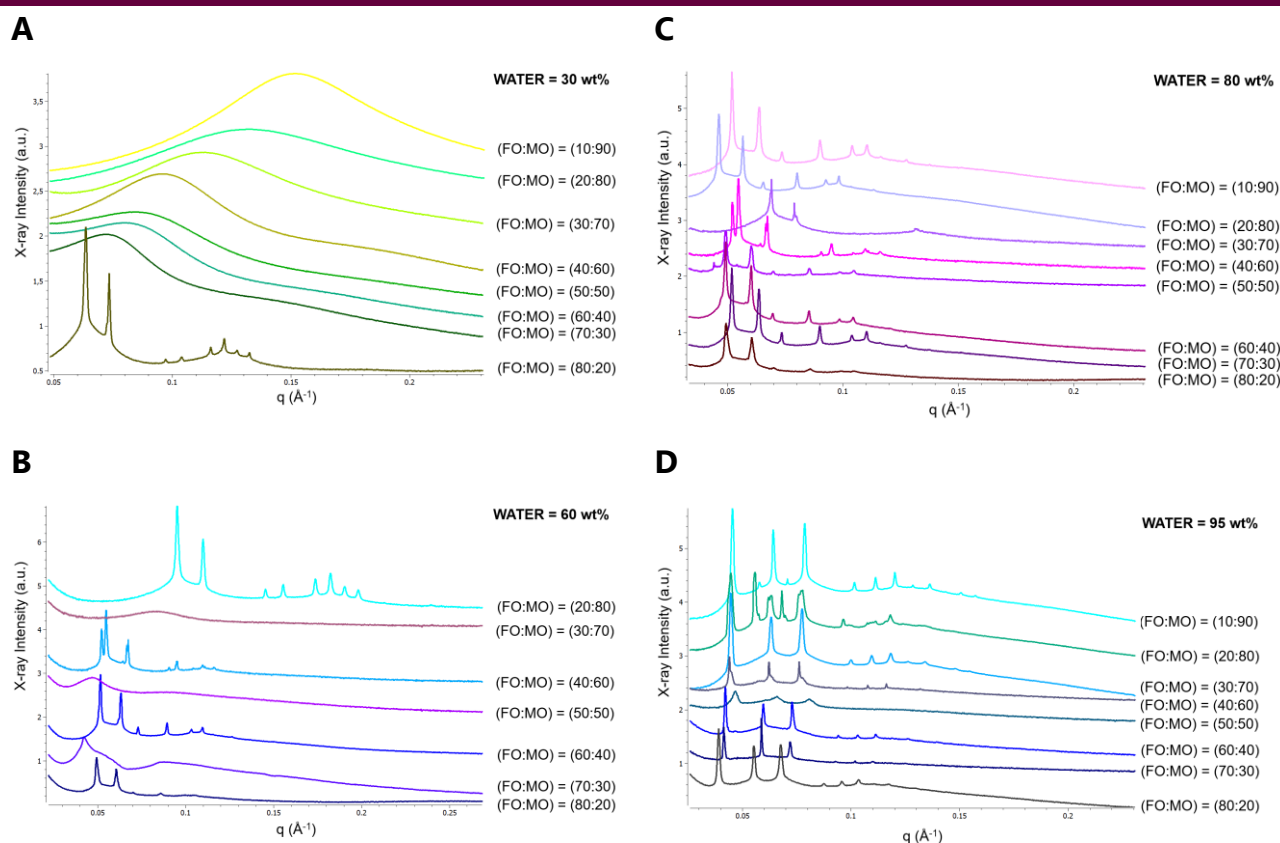 A
WATER = 30 wt%
X-ray Intensity (a.u.)
3,5
3
2,5
2
1,5
1
0.5
(FO:MO) = (10:90)
(FO:MO) = (20:80)
(FO:MO) = (30:70)
(FO:MO) = (40:60)
(FO:MO) = (50:50)
(FO:MO) = (60:40)
(FO:MO) = (70:30)
(FO:MO) = (80:20)
0.05 0.1 0.15 0.2
q (Å-1)
B
WATER = 60 wt%
X-ray Intensity (a.u.)
6
5
4
3
2
1
(FO:MO) = (20:80)
(FO:MO) = (30:70)
(FO:MO) = (40:60)
(FO:MO) = (50:50)
(FO:MO) = (60:40)
(FO:MO) = (70:30)
(FO:MO) = (80:20)
0.05 0.1 0.15 0.2 0.25
q (Å-1)
C
WATER = 80 wt%
X-ray Intensity (a.u.)
5
4
3
2
1
(FO:MO) = (10:90)
(FO:MO) = (20:80)
(FO:MO) = (30:70)
(FO:MO) = (40:60)
(FO:MO) = (50:50)
(FO:MO) = (60:40)
(FO:MO) = (70:30)
(FO:MO) = (80:20)
0.05 0.1 0.15 0.2
q (Å-1)
D
WATER = 95 wt%
X-ray Intensity (a.u.)
5
4
3
2
1
(FO:MO) = (10:90)
(FO:MO) = (20:80)
(FO:MO) = (30:70)
(FO:MO) = (40:60)
(FO:MO) = (50:50)
(FO:MO) = (60:40)
(FO:MO) = (70:30)
(FO:MO) = (80:20)
0.05 0.1 0.15 0.2
q (Å-1)